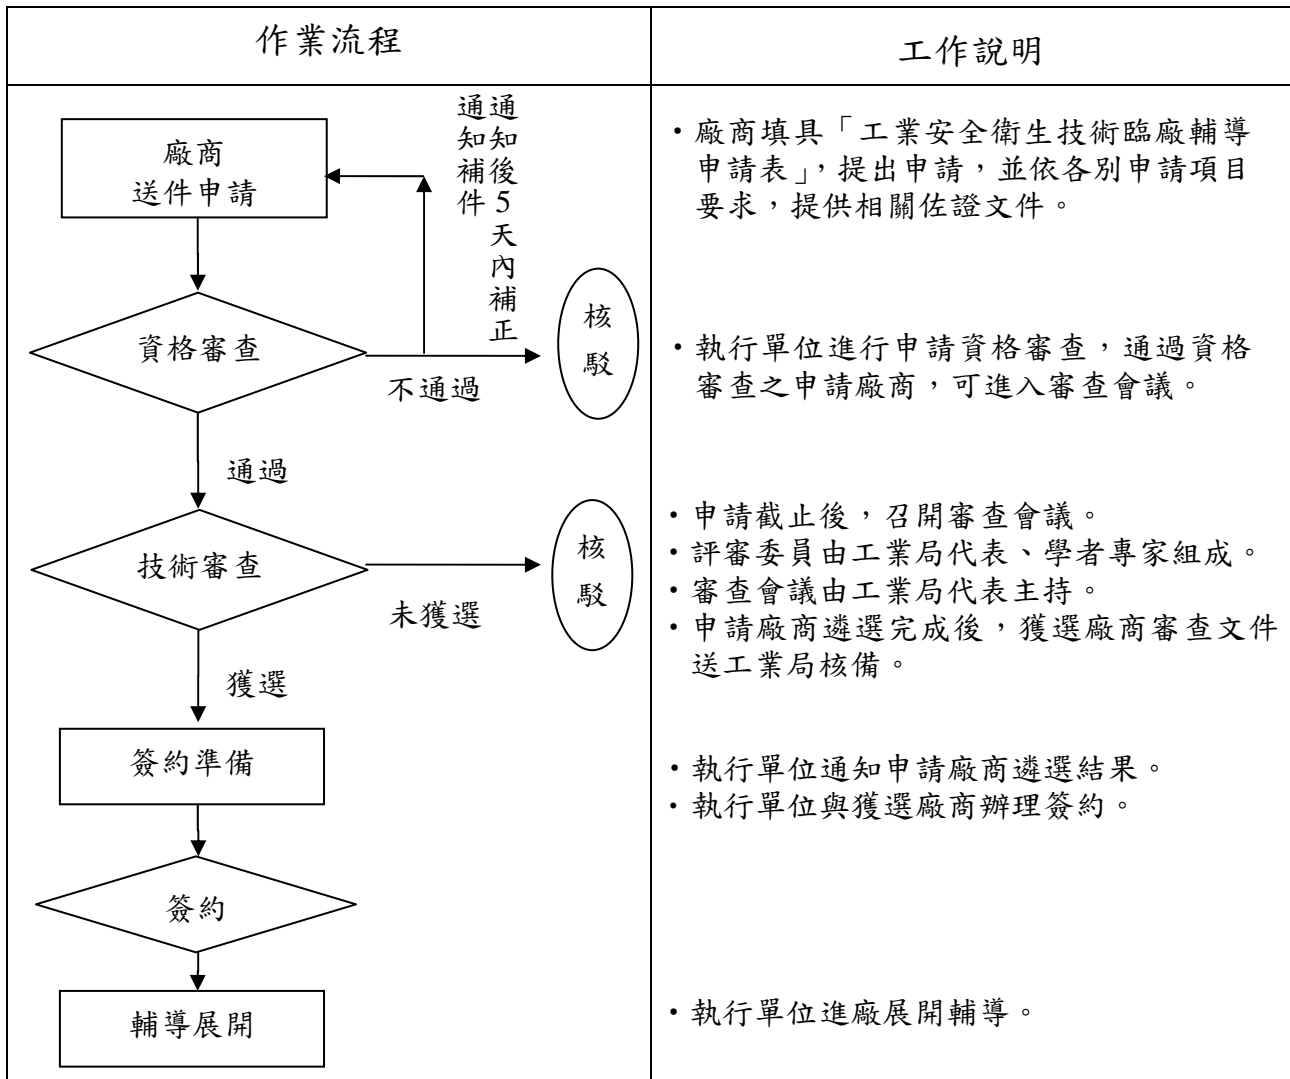 作業流程
工作說明
廠商
送件申請
通知補件
通知後5天內補正
・廠商填具「工業安全衛生技術臨廠輔導
申請表」，提出申請，並依各別申請項目
要求，提供相關佐證文件。
資格審查
不通過
核
駁
・執行單位進行申請資格審查，通過資格
審查之申請廠商，可進入審查會議。
通過
技術審查
未獲選
核
駁
・申請截止後，召開審查會議。
・評審委員由工業局代表、學者專家組成。
・審查會議由工業局代表主持。
・申請廠商遴選完成後，獲選廠商審查文件
送工業局核備。
獲選
簽約準備
・執行單位通知申請廠商遴選結果。
・執行單位與獲選廠商辦理簽約。
簽約
輔導展開
・執行單位進廠展開輔導。